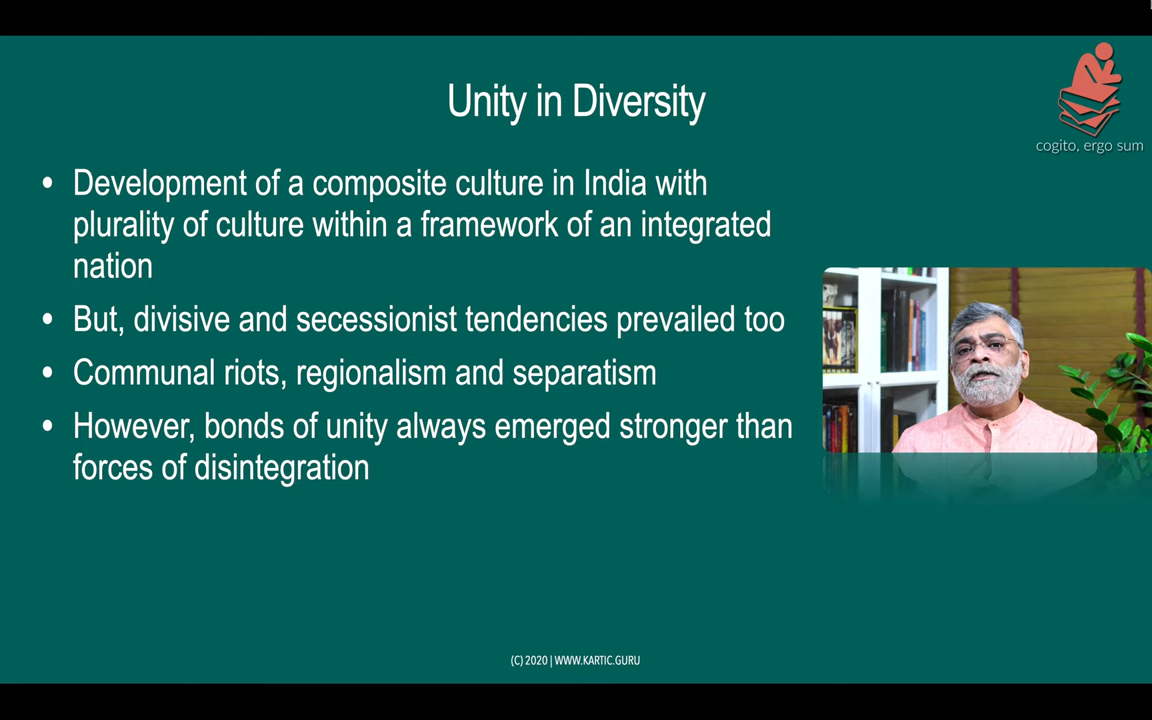 Unity in Diversity
cogito, ergo sum
• Development of a composite culture in India with
plurality of culture within a framework of an integrated
nation
• But, divisive and secessionist tendencies prevailed too
• Communal riots, regionalism and separatism
• However, bonds of unity always emerged stronger than
forces of disintegration
(C) 2020 | WWW.KARTIC.GURU